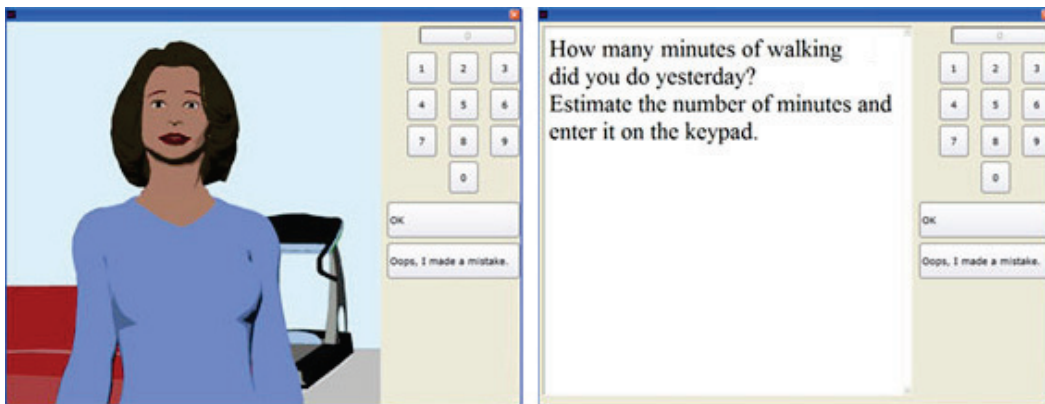 0
1 2 3
4 5 6
7 8 9
0
OK
Oops, I made a mistake.
How many minutes of walking
did you do yesterday?
Estimate the number of minutes and
enter it on the keypad.
0
1 2 3
4 5 6
7 8 9
0
OK
Oops, I made a mistake.